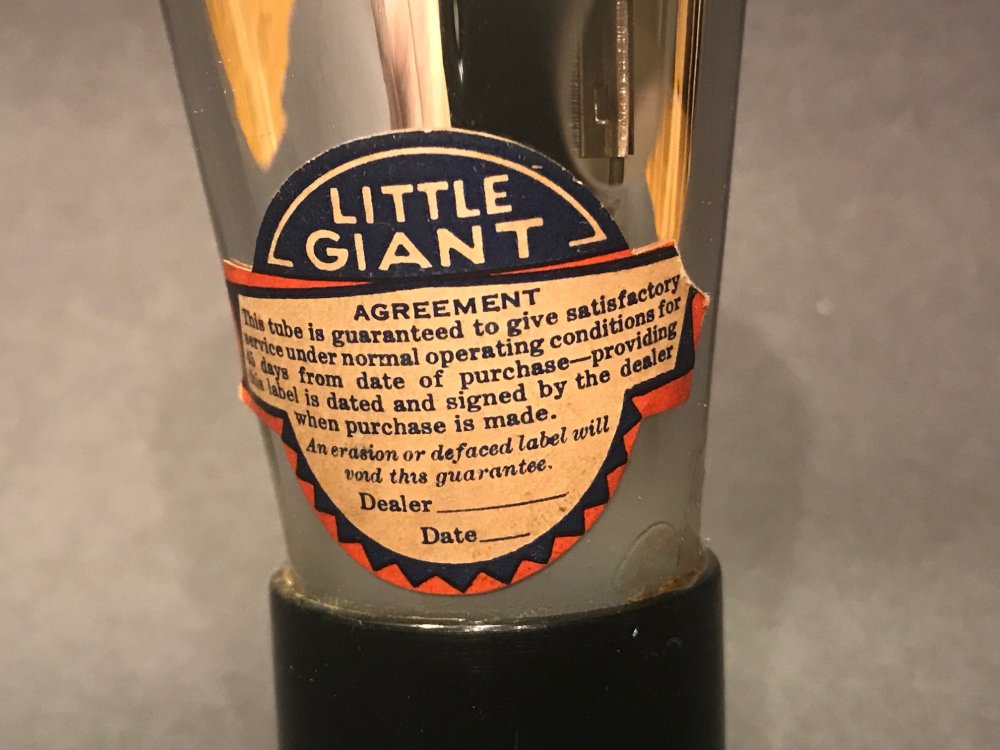 LITTLE
GIANT
AGREEMENT
This tube is guaranteed to give satisfactory
service under normal operating conditions for
days from date of purchase—providing
this label is dated and signed by the dealer
when purchase is made.
An erasion or defaced label will
void this guarantee.
Dealer
Date